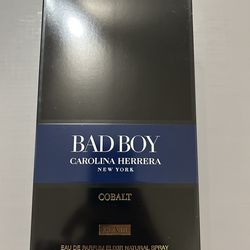 BAD BOY
CAROLINA HERRERA
NEW YORK
COBALT
EAU DE PARFUM ELIXIR NATURAL SPRAY